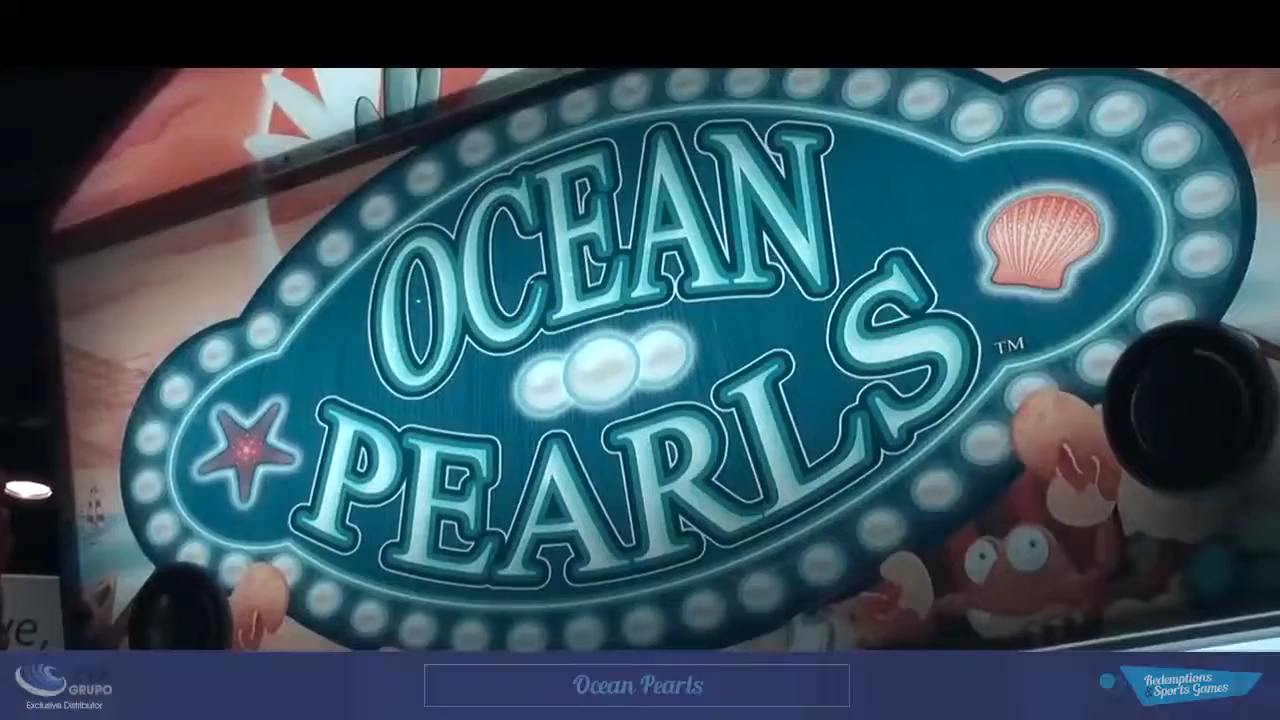 OCEAN
PEARLS
TM
GRUPO
Exclusive Distributor
Ocean Pearls
Redemptions
& Sports Games